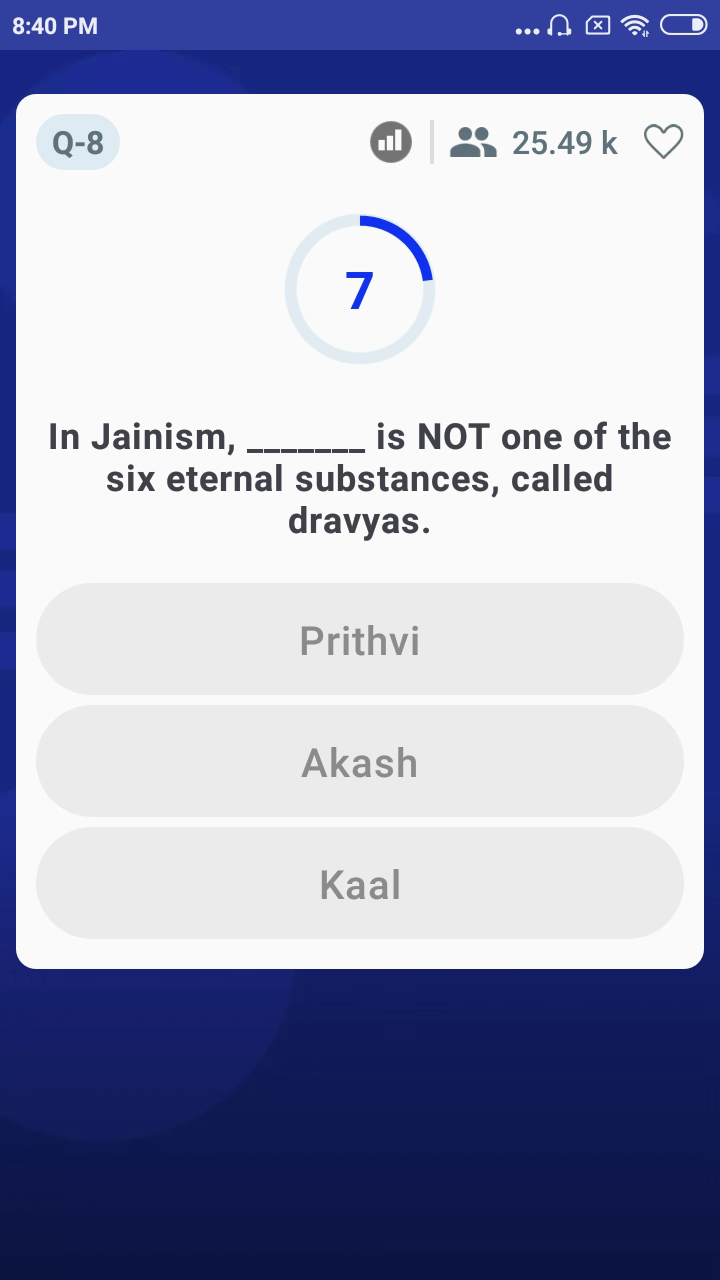 8:40 PM
Q-8
25.49 k
7
In Jainism, _______ is NOT one of the
six eternal substances, called
dravyas.
Prithvi
Akash
Kaal